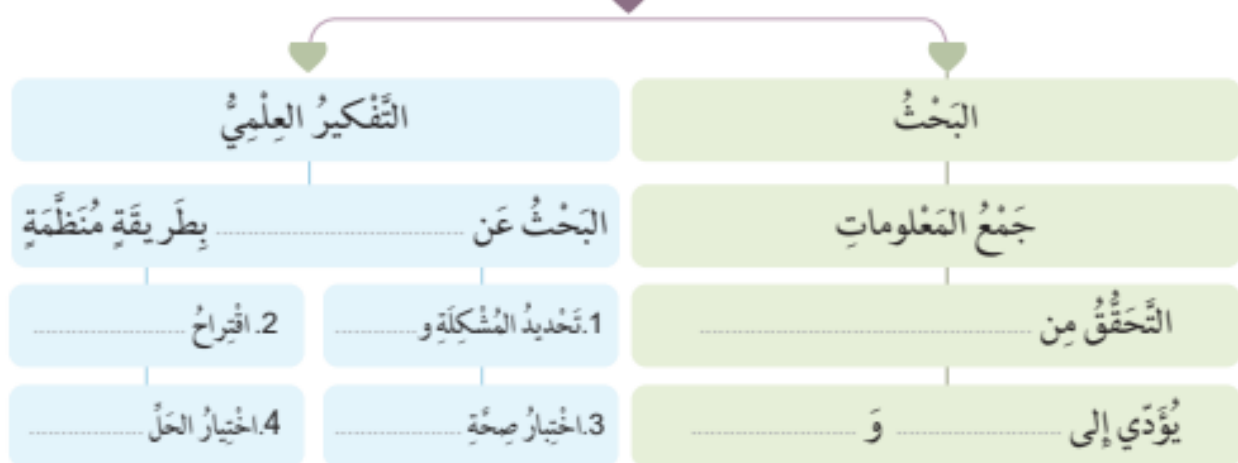 البَحْثُ
التَّفْكيرُ العِلْمِيُّ
جَمْعُ المَعْلوماتِ
البَحْثُ عَن ........................ بِطَريقَةٍ مُنَظَّمَةٍ
التَّحَقُّقُ مِن ........................
1.تَحْديدُ المُشْكِلَةِ و................
2. اقْتِراحُ ........................
يُؤَدّي إِلى ................ وَ ................
3.اخْتِبارُ صِحَّةِ ................
4.اخْتِيارُ الحَلِّ ................